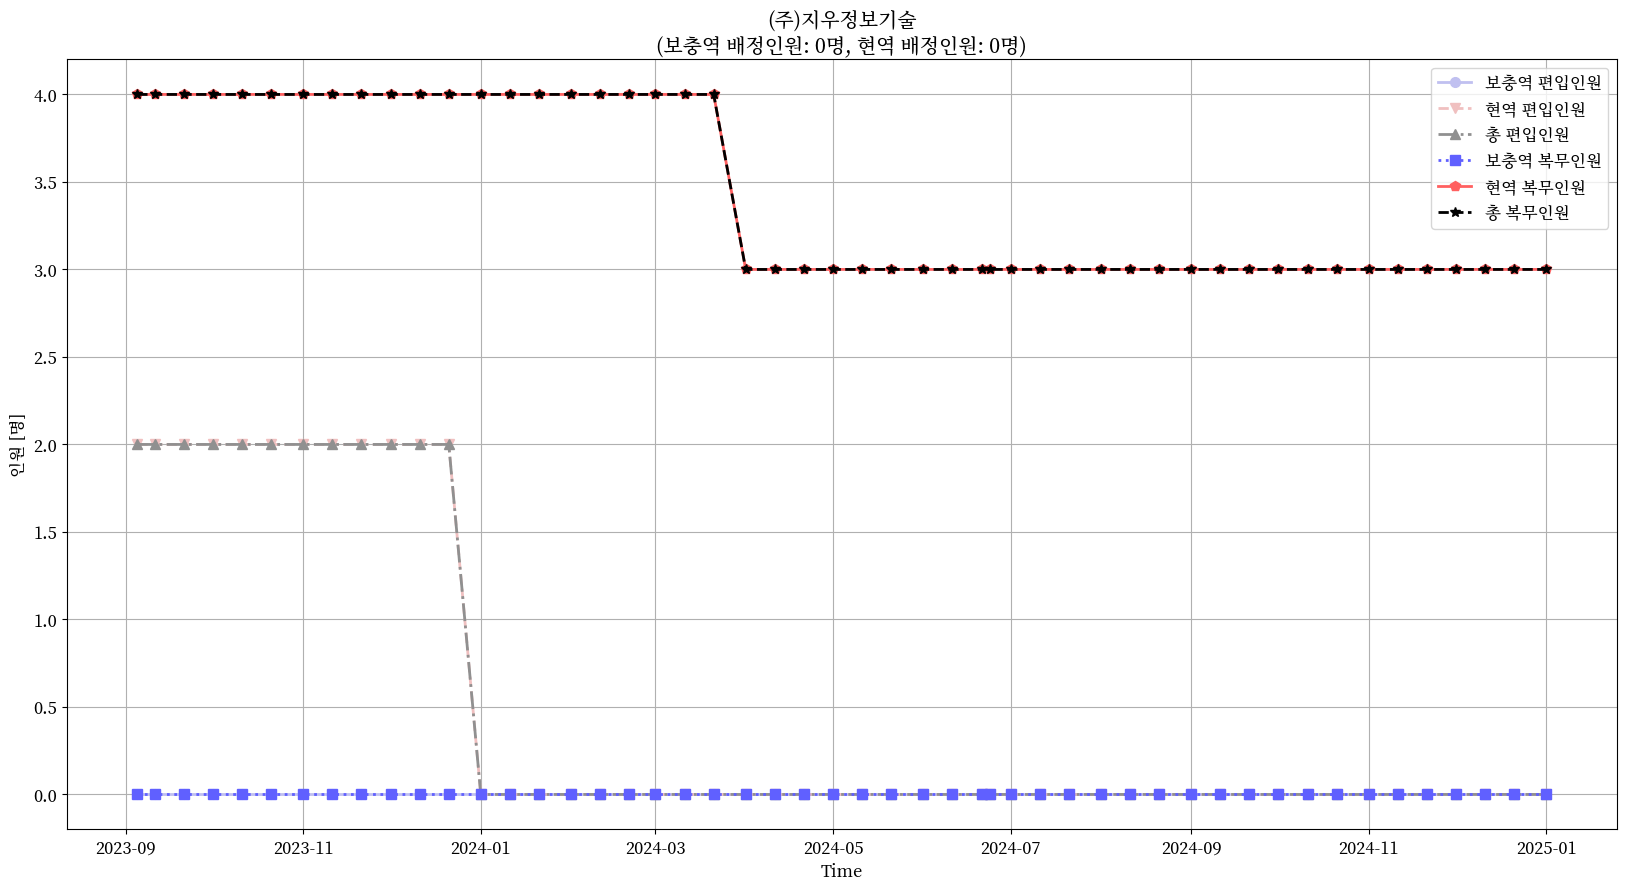 (주)지우정보기술
(보충역 배정인원: 0명, 현역 배정인원: 0명)
보충역 편입인원
현역 편입인원
총 편입인원
보충역 복무인원
현역 복무인원
총 복무인원
인원 [명]
4.0
3.5
3.0
2.5
2.0
1.5
1.0
0.5
0.0
2023-09
2023-11
2024-01
2024-03
2024-05
2024-07
2024-09
2024-11
2025-01
Time